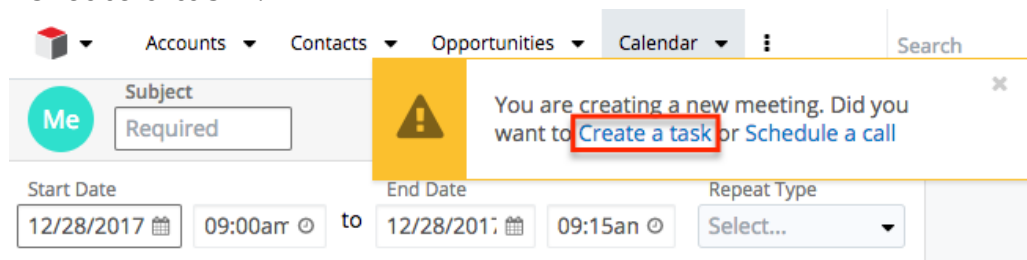 Accounts Contacts Opportunities Calendar Search
Subject
Me Required
You are creating a new meeting. Did you
want to Create a task or Schedule a call
Start Date End Date Repeat Type
12/28/2017 09:00am to 12/28/2017 09:15an Select...